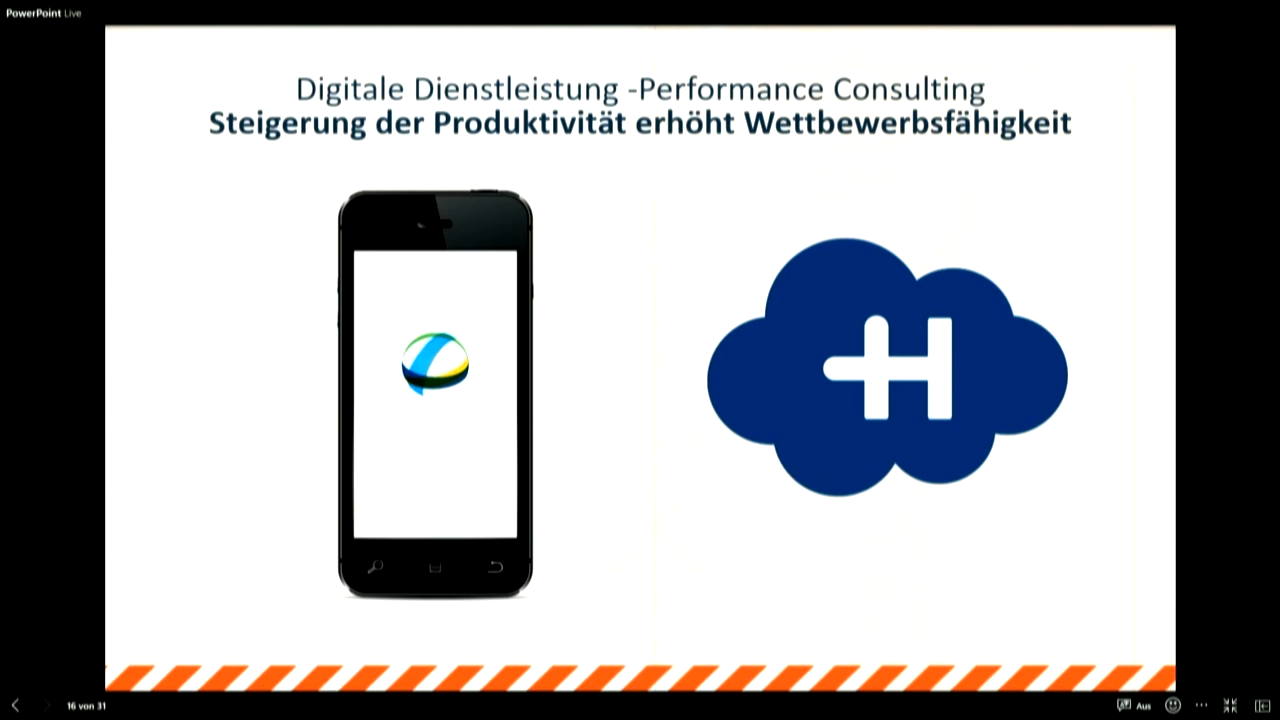 PowerPoint Live
Digitale Dienstleistung -Performance Consulting
Steigerung der Produktivität erhöht Wettbewerbsfähigkeit
H
16 von 31
Aus